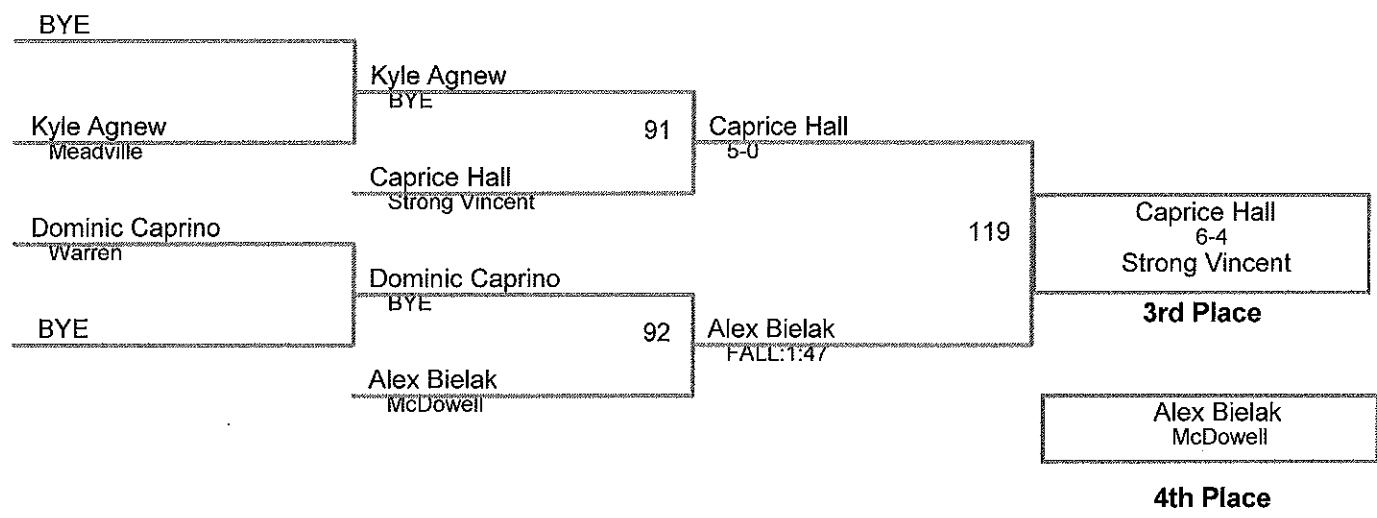 BYE
Kyle Agnew
BYE
Kyle Agnew
Meadville
91
Caprice Hall
5-0
Caprice Hall
Strong Vincent
Dominic Caprino
Warren
119
Caprice Hall
6-4
Strong Vincent
3rd Place
Dominic Caprino
BYE
BYE
92
Alex Bielak
FALL:1:47
Alex Bielak
McDowell
Alex Bielak
McDowell
4th Place